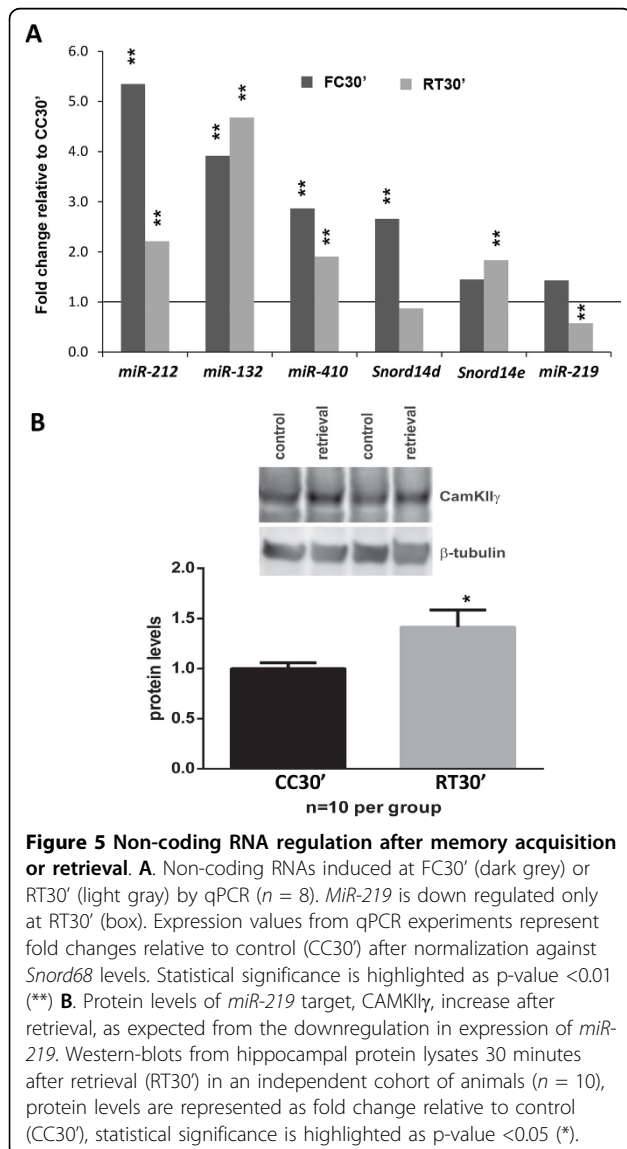 A
6.0
5.0
4.0
3.0
2.0
1.0
0.0
Fold change relative to CC30'
FC30' RT30'
** ** ** ** ** ** ** ** **
miR-212 miR-132 miR-410 Snord14d Snord14e miR-219
B
control retrieval control retrieval
CamKIIγ
β-tubulin
2.0
1.5
1.0
0.5
0.0
protein levels
*
CC30' RT30'
n=10 per group
Figure 5 Non-coding RNA regulation after memory acquisition
or retrieval. A. Non-coding RNAs induced at FC30' (dark grey) or
RT30' (light gray) by qPCR (n = 8). MiR-219 is down regulated only
at RT30' (box). Expression values from qPCR experiments represent
fold changes relative to control (CC30') after normalization against
Snord68 levels. Statistical significance is highlighted as p-value <0.01
(**) B. Protein levels of miR-219 target, CAMKIIγ, increase after
retrieval, as expected from the downregulation in expression of miR-
219. Western-blots from hippocampal protein lysates 30 minutes
after retrieval (RT30') in an independent cohort of animals (n = 10),
protein levels are represented as fold change relative to control
(CC30'), statistical significance is highlighted as p-value <0.05 (*).